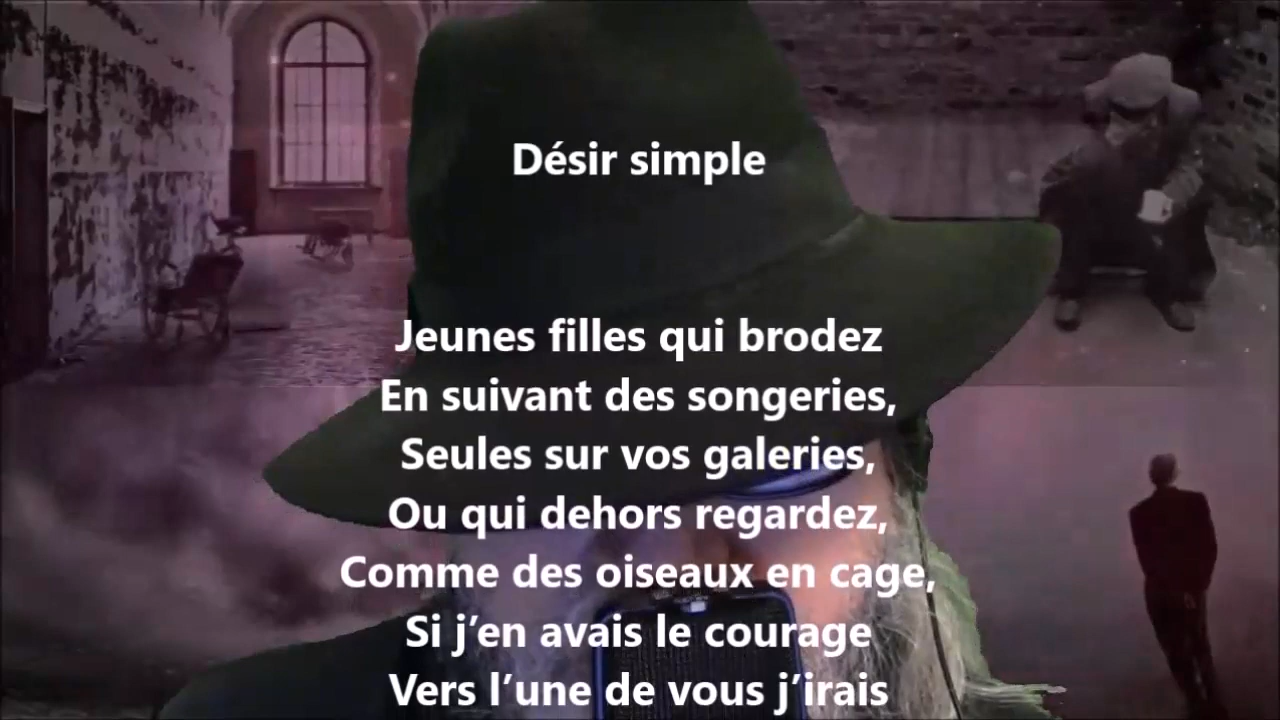 Désir simple
Jeunes filles qui brodez
En suivant des songeries,
Seules sur vos galeries,
Ou qui dehors regardez,
Comme des oiseaux en cage,
Si j’en avais le courage
Vers l’une de vous j’irais